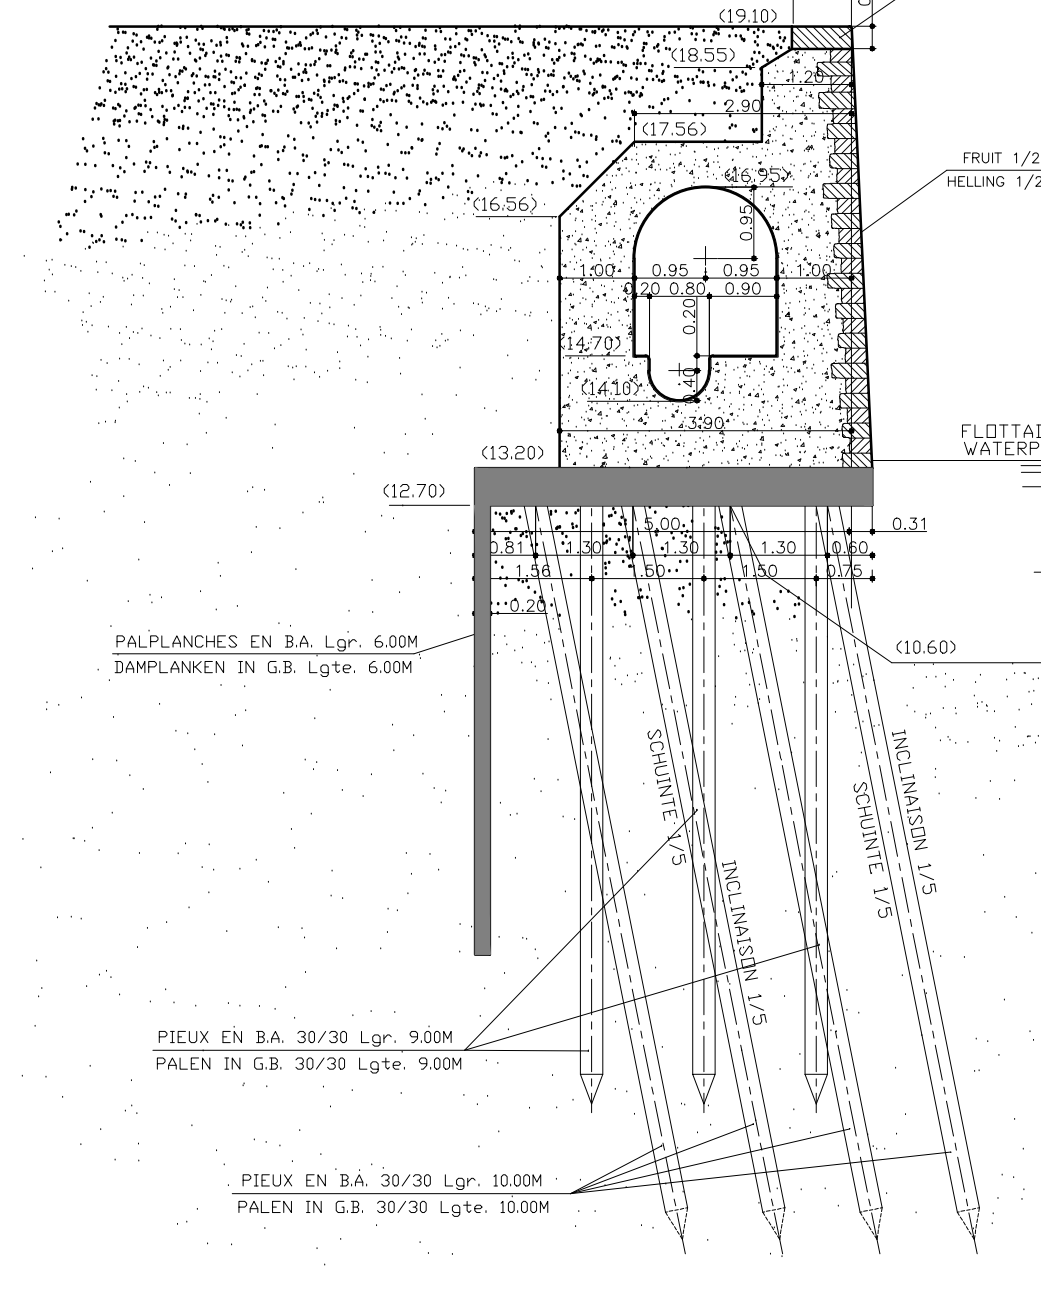 (19.10)
(18.55)
1.20
2.90
(17.56)
FRUIT 1/2
HELLING 1/2
(16.95)
(16.56)
0.95
1.00 0.95 0.95 1.00
0.20 0.80 0.90
0.20
(14.70)
0.40
(14.10)
3.90
FLOTTAI
WATERP
(13.20)
(12.70)
5.00 0.31
0.81 1.30 1.30 1.30 0.60
1.56 1.50 1.50 0.75
0.20
PALPLANCHES EN B.A. Lgr. 6.00M
DAMPLANKEN IN G.B. Lgte. 6.00M
(10.60)
SCHUINTE 1/5
INCLINAISON 1/5
SCHUINTE 1/5
INCLINAISON 1/5
PIEUX EN B.A. 30/30 Lgr. 9.00M
PALEN IN G.B. 30/30 Lgte. 9.00M
PIEUX EN B.A. 30/30 Lgr. 10.00M
PALEN IN G.B. 30/30 Lgte. 10.00M